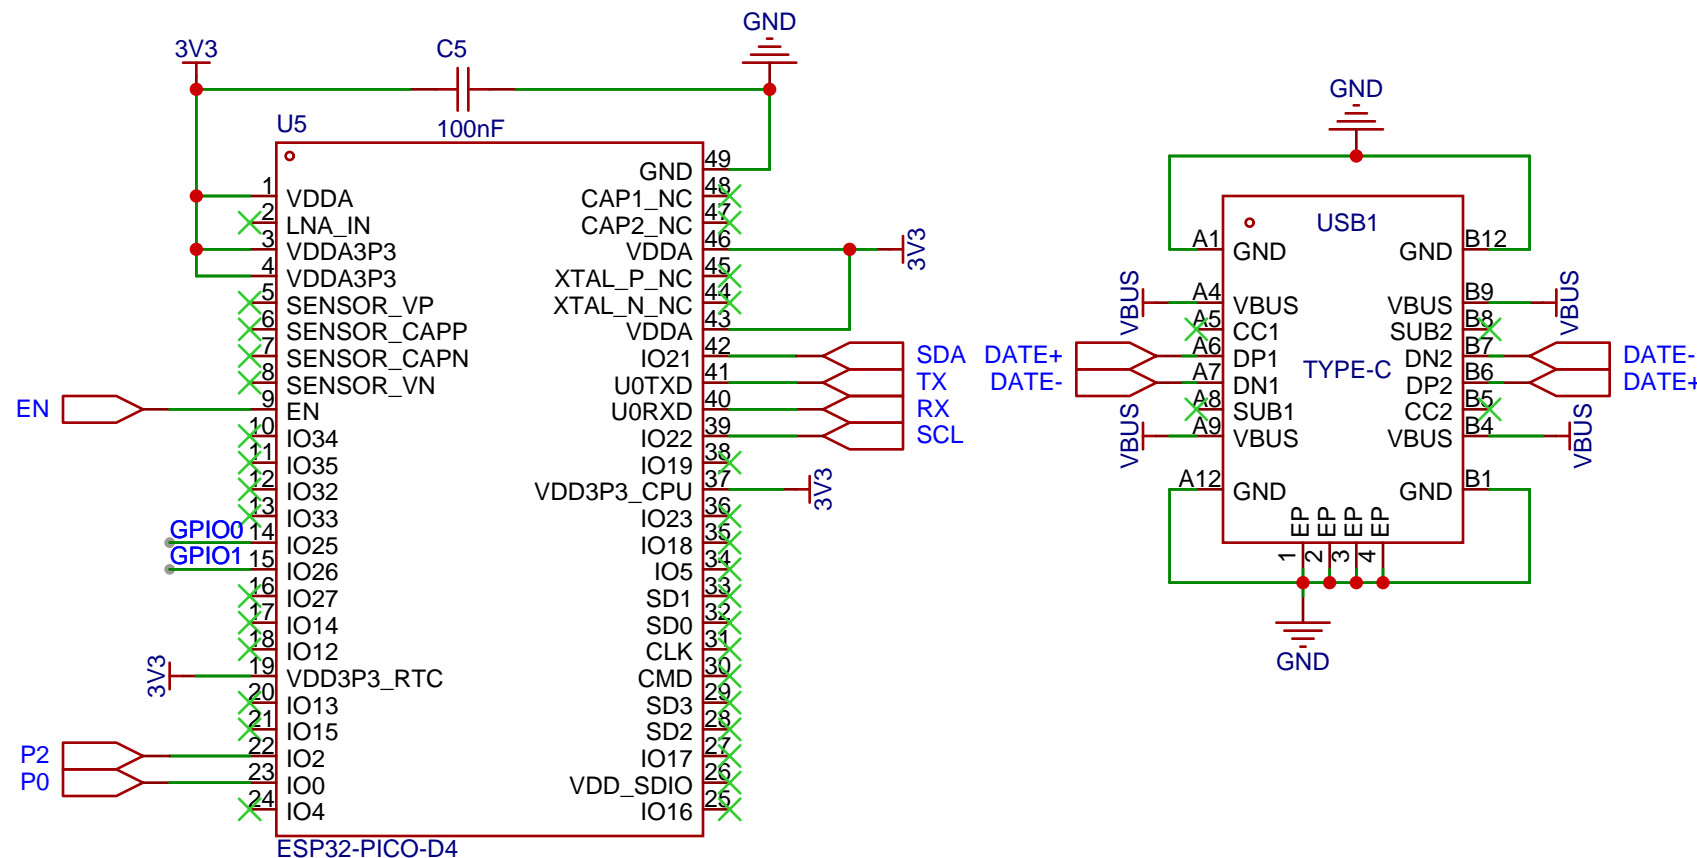 GND
3V3
C5
100nF
U5
1 VDDA
2 LNA_IN
3 VDDA3P3
4 VDDA3P3
5 SENSOR_VP
6 SENSOR_CAPP
7 SENSOR_CAPN
8 SENSOR_VN
EN 9 EN
10 IO34
11 IO35
12 IO32
13 IO33
GPIO0 14 IO25
GPIO1 15 IO26
16 IO27
17 IO14
18 IO12
3V3 19 VDD3P3_RTC
20 IO13
21 IO15
P2 22 IO2
P0 23 IO0
24 IO4
GND 49
CAP1_NC 48
CAP2_NC 47
VDDA 46 3V3
XTAL_P_NC 45
XTAL_N_NC 44
VDDA 43
IO21 42 SDA
U0TXD 41 TX
U0RXD 40 RX
IO22 39 SCL
IO19 38
VDD3P3_CPU 37 3V3
IO23 36
IO18 35
IO5 34
SD1 33
SD0 32
CLK 31
CMD 30
SD3 29
SD2 28
IO17 27
VDD_SDIO 26
IO16 25
ESP32-PICO-D4
GND
USB1
TYPE-C
A1 GND
VBUS A4 VBUS
A5 CC1
DATE+ A6 DP1
DATE- A7 DN1
A8 SUB1
VBUS A9 VBUS
A12 GND
GND B12
VBUS B9 VBUS
SUB2 B8
DN2 B7 DATE-
DP2 B6 DATE+
CC2 B5
VBUS B4 VBUS
GND B1
EP EP EP EP
1 2 3 4
GND